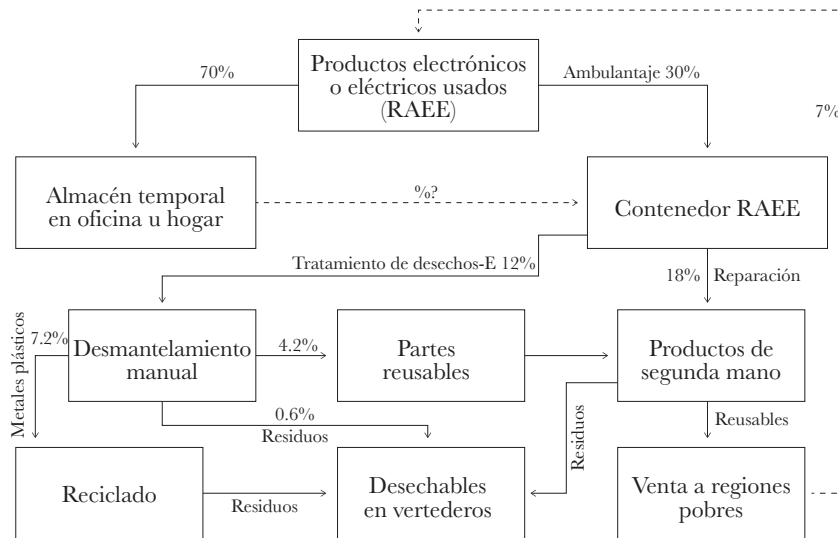 Productos electrónicos
o eléctricos usados
(RAEE)
70%
Ambulantaje 30%
7%
Almacén temporal
en oficina u hogar
%?
Contenedor RAEE
Tratamiento de desechos-E 12%
18%
Reparación
7.2%
Metales plásticos
Desmantelamiento
manual
4.2%
Partes
reusables
Productos de
segunda mano
0.6%
Residuos
Residuos
Reusables
Reciclado
Residuos
Desechables
en vertederos
Venta a regiones
pobres